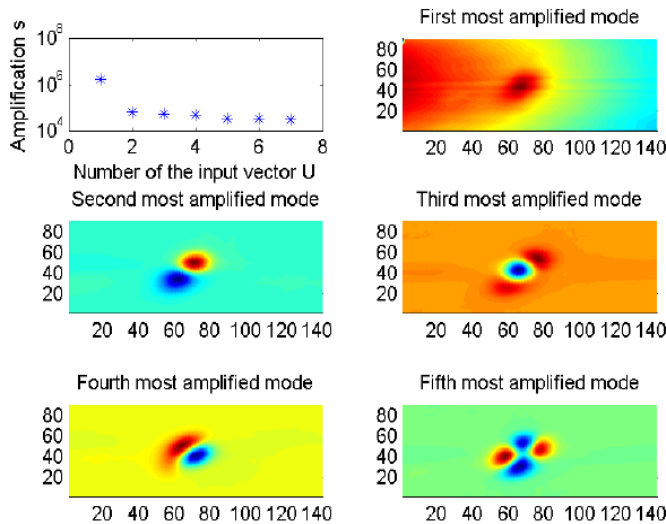 First most amplified mode
Amplification s
10^8
10^6
10^4
0 2 4 6 8
Number of the input vector U
80
60
40
20
20 40 60 80 100 120 140
Second most amplified mode
80
60
40
20
20 40 60 80 100 120 140
Third most amplified mode
80
60
40
20
20 40 60 80 100 120 140
Fourth most amplified mode
80
60
40
20
20 40 60 80 100 120 140
Fifth most amplified mode
80
60
40
20
20 40 60 80 100 120 140